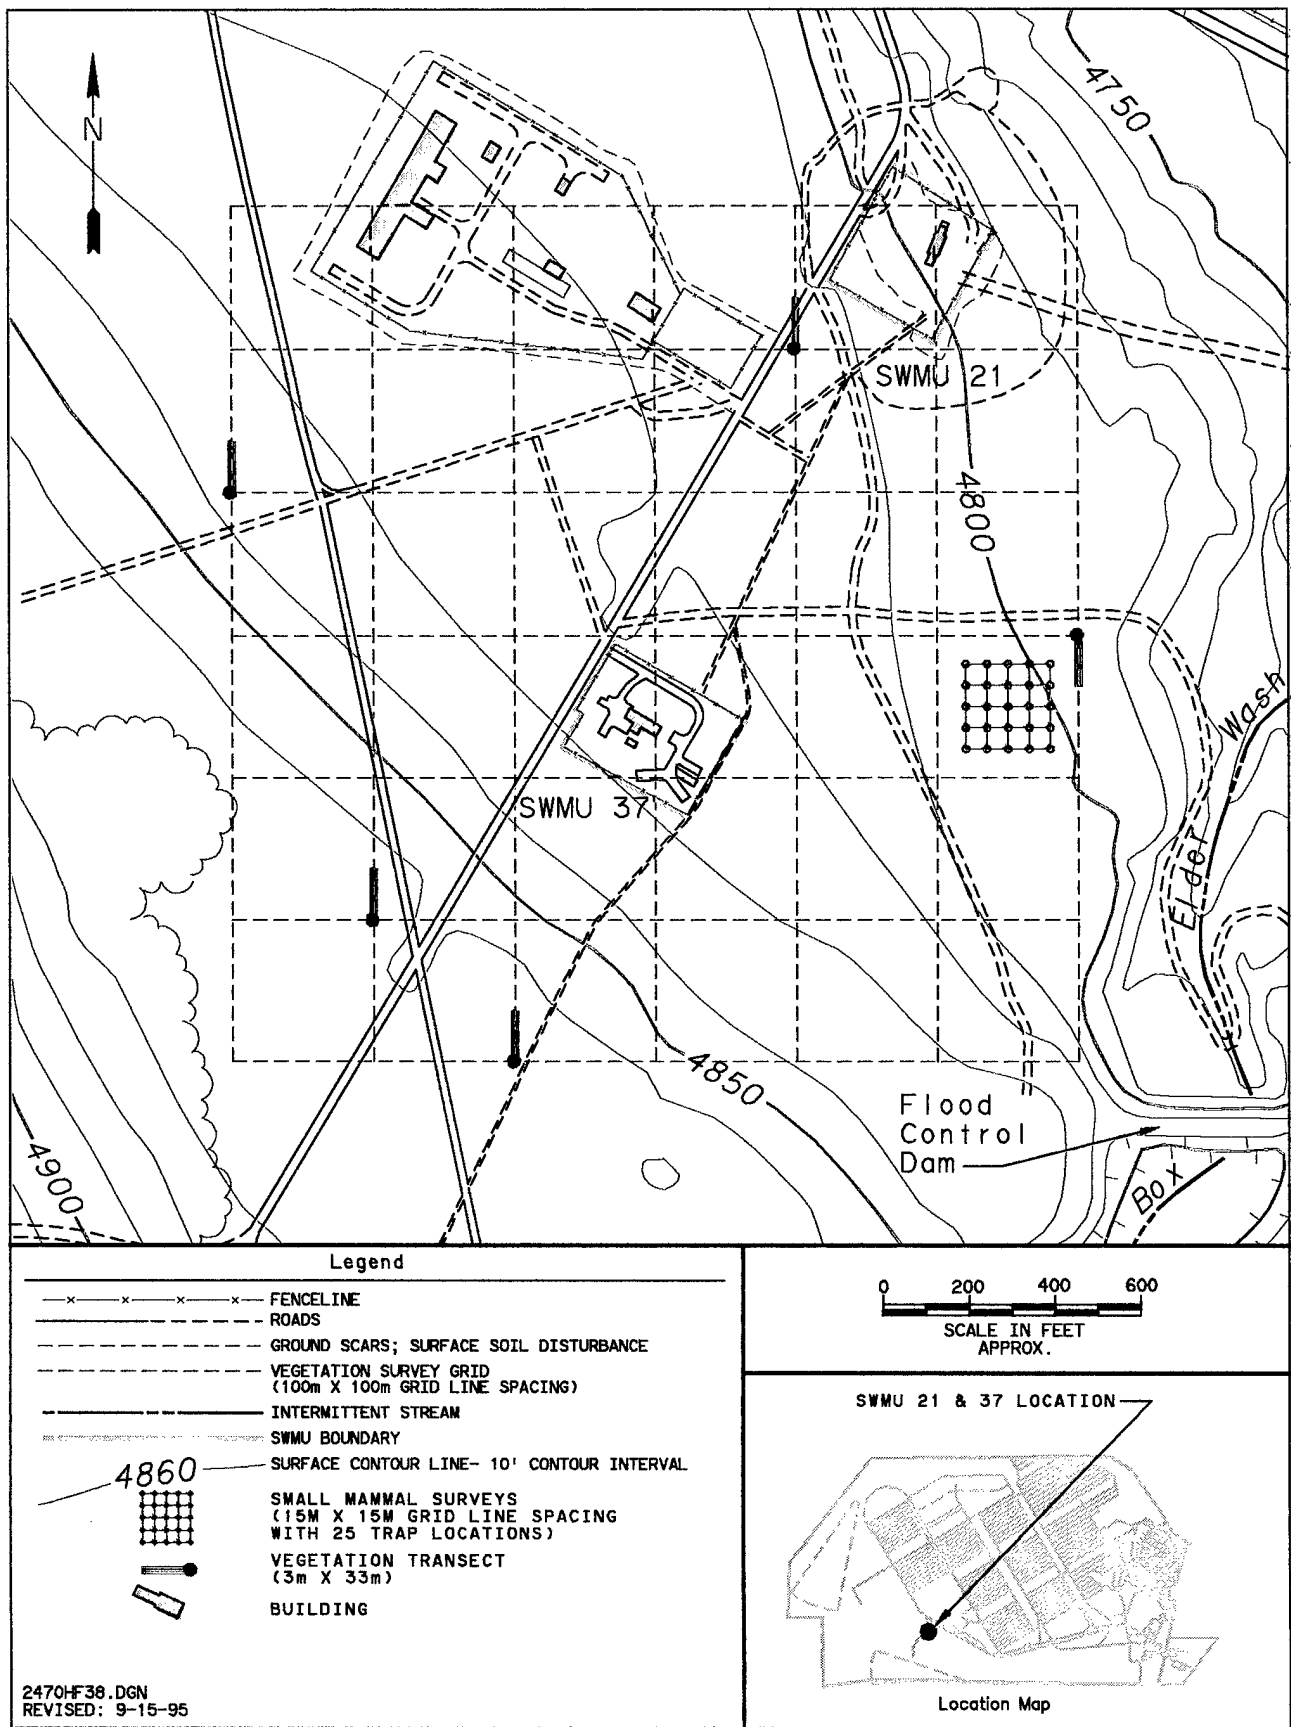 N
4750
SWMU 21
4800
Wash
SWMU 37
Elder
4850
Flood
Control
Dam
4900
Box
Legend
FENCELINE
ROADS
GROUND SCARS; SURFACE SOIL DISTURBANCE
VEGETATION SURVEY GRID
(100m X 100m GRID LINE SPACING)
INTERMITTENT STREAM
SWMU BOUNDARY
4860
SURFACE CONTOUR LINE- 10' CONTOUR INTERVAL
SMALL MAMMAL SURVEYS
(15M X 15M GRID LINE SPACING
WITH 25 TRAP LOCATIONS)
VEGETATION TRANSECT
(3m X 33m)
BUILDING
2470HF38.DGN
REVISED: 9-15-95
0 200 400 600
SCALE IN FEET
APPROX.
SWMU 21 & 37 LOCATION
Location Map